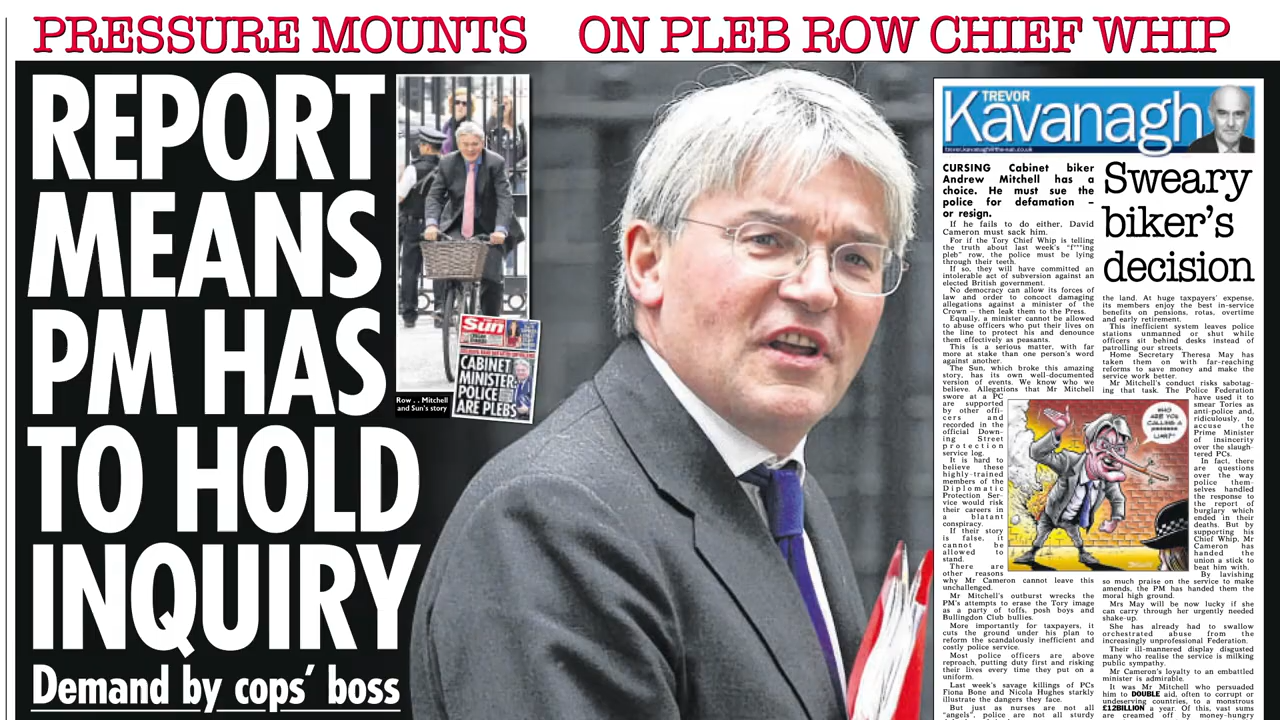 PRESSURE MOUNTS ON PLEB ROW CHIEF WHIP
REPORT
MEANS
PM HAS
TO HOLD
INQUIRY
Demand by cops' boss
Row . . Mitchell
and Sun's story
Sun
CABINET
MINISTER:
POLICE
ARE PLEBS
TREVOR
Kavanagh
trevor.kavanagh@the-sun.co.uk
Sweary
biker's
decision
CURSING Cabinet biker
Andrew Mitchell has a
choice. He must sue the
police for defamation –
or resign.
If he fails to do either, David
Cameron must sack him.
For if the Tory Chief Whip is telling
the truth about last week's "f***ing
pleb" row, the police must be lying
through their teeth.
If so, they will have committed an
intolerable act of subversion against an
elected British government.
No democracy can allow its forces of
law and order to concoct damaging
allegations against a minister of the
Crown – then leak them to the Press.
Equally, a minister cannot be allowed
to abuse officers who put their lives on
the line to protect his and denounce
them effectively as peasants.
This is a serious matter, with far
more at stake than one person's word
against another.
The Sun, which broke this amazing
story, has its own well-documented
version of events. We know who we
believe. Allegations that Mr Mitchell
swore at a PC
are supported
by other offi-
cers and
recorded in the
official Down-
ing Street
protection
service log.
It is hard to
believe these
highly-trained
members of the
Diplomatic
Protection Ser-
vice would risk
their careers in
a blatant
conspiracy.
If their story
is false, it
cannot be
allowed to
stand.
There are
other reasons
why Mr Cameron cannot leave this
unchallenged.
Mr Mitchell's outburst wrecks the
PM's attempts to erase the Tory image
as a party of toffs, posh boys and
Bullingdon Club bullies.
More importantly for taxpayers, it
cuts the ground under his plan to
reform the scandalously inefficient and
costly police service.
Most police officers are above
reproach, putting duty first and risking
their lives every time they put on a
uniform.
Last week's savage killings of PCs
Fiona Bone and Nicola Hughes starkly
illustrate the dangers they face.
But just as nurses are not all
"angels", police are not all sturdy
the land. At huge taxpayers' expense,
its members enjoy the best in-service
benefits on pensions, rotas, overtime
and early retirement.
This inefficient system leaves police
stations unmanned or shut while
officers sit behind desks instead of
patrolling our streets.
Home Secretary Theresa May has
taken them on with far-reaching
reforms to save money and make the
service work better.
Mr Mitchell's conduct risks sabotag-
ing that task. The Police Federation
have used it to
smear Tories as
anti-police and,
ridiculously, to
accuse the
Prime Minister
of insincerity
over the slaugh-
tered PCs.
In fact, there
are questions
over the way
police them-
selves handled
the response to
the report of
burglary which
ended in their
deaths. But by
supporting his
Chief Whip, Mr
Cameron has
handed the
union a stick to
beat him with.
By lavishing
so much praise on the service to make
amends, the PM has handed them the
moral high ground.
Mrs May will be now lucky if she
can carry through her urgently needed
shake-up.
She has already had to swallow
orchestrated abuse from the
increasingly unprofessional Federation.
Their ill-mannered display disgusted
many who realise the service is milking
public sympathy.
Mr Cameron's loyalty to an embattled
minister is admirable.
It was Mr Mitchell who persuaded
him to DOUBLE aid, often to corrupt or
undeserving countries, to a monstrous
£12BILLION a year. Of this, vast sums
are creamed off by money-hungry
WHO
ARE YOU
CALLING A
LIAR?"